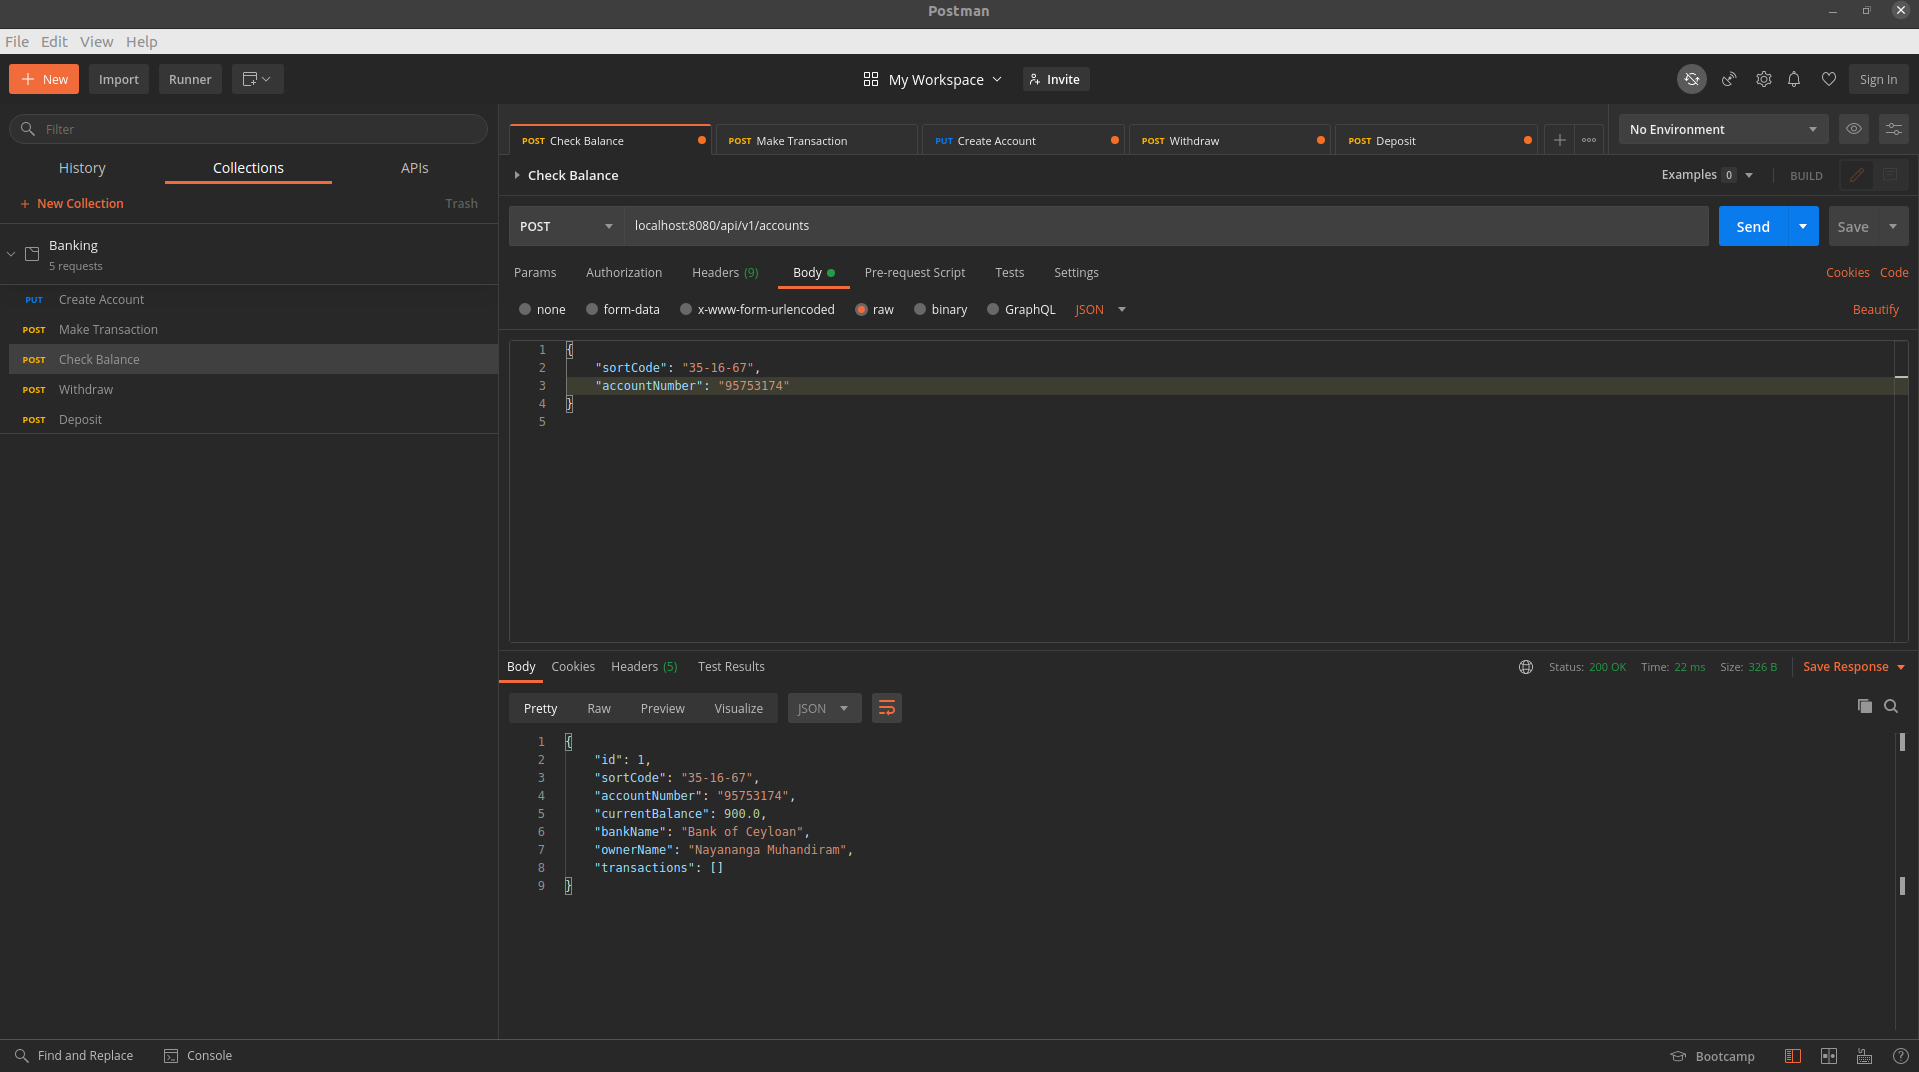 Postman
File Edit View Help
New Import Runner My Workspace Invite Sign In
Filter
History Collections APIs
+ New Collection Trash
Banking
5 requests
PUT Create Account
POST Make Transaction
POST Check Balance
POST Withdraw
POST Deposit
POST Check Balance POST Make Transaction PUT Create Account POST Withdraw POST Deposit No Environment
Check Balance Examples 0 BUILD
POST localhost:8080/api/v1/accounts Send Save
Params Authorization Headers (9) Body Pre-request Script Tests Settings Cookies Code
none form-data x-www-form-urlencoded raw binary GraphQL JSON Beautify
1 {
2 "sortCode": "35-16-67",
3 "accountNumber": "95753174"
4 }
5
Body Cookies Headers (5) Test Results Status: 200 OK Time: 22 ms Size: 326 B Save Response
Pretty Raw Preview Visualize JSON
1 {
2 "id": 1,
3 "sortCode": "35-16-67",
4 "accountNumber": "95753174",
5 "currentBalance": 900.0,
6 "bankName": "Bank of Ceyloan",
7 "ownerName": "Nayananga Muhandiram",
8 "transactions": []
9 }
Find and Replace Console Bootcamp